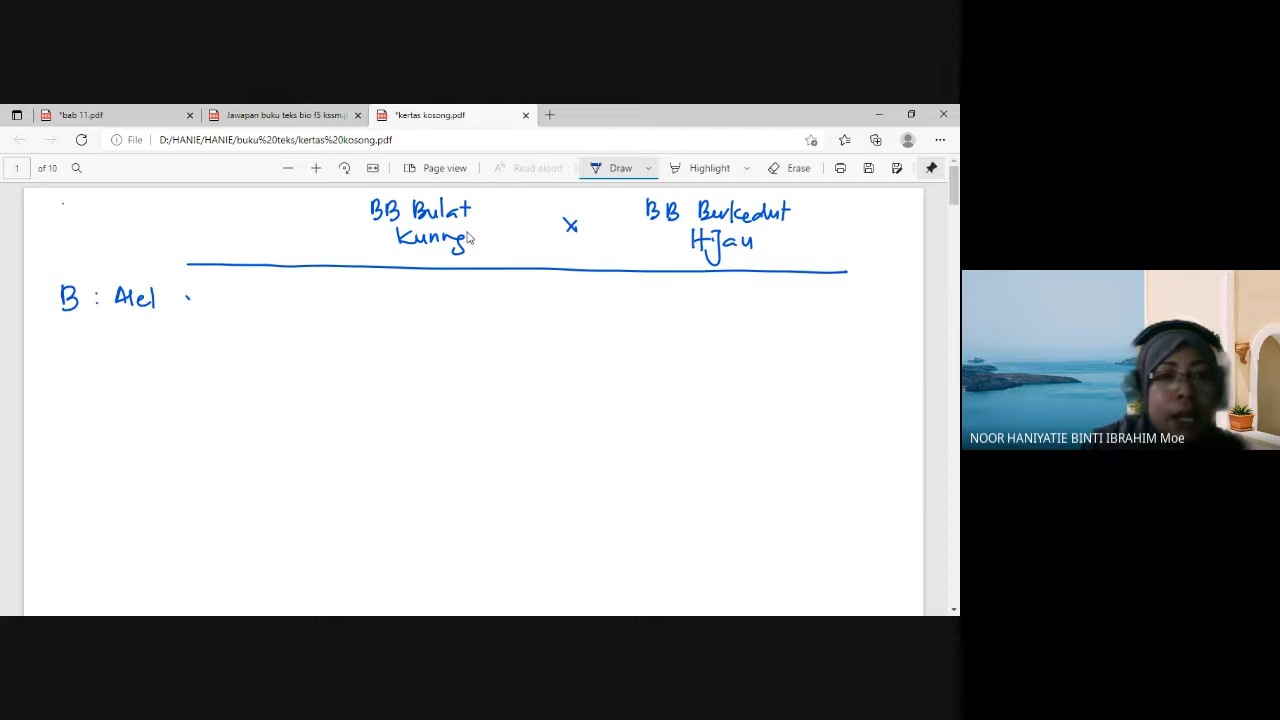 *bab 11.pdf
Jawapan buku teks bio f5 kssm.p
*kertas kosong.pdf
File D:/HANIE/HANIE/buku%20teks/kertas%20kosong.pdf
1 of 10 Page view Read aloud Draw Highlight Erase
BB Bulat x BB Berkedut
Kuning Hijau
B : Alel
NOOR HANIYATIE BINTI IBRAHIM Moe